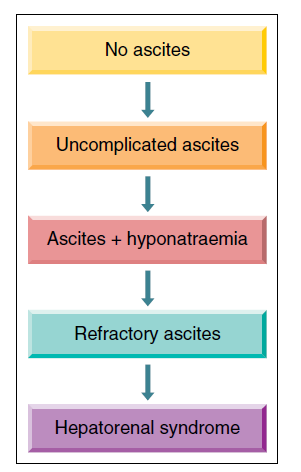 No ascites
Uncomplicated ascites
Ascites + hyponatraemia
Refractory ascites
Hepatorenal syndrome